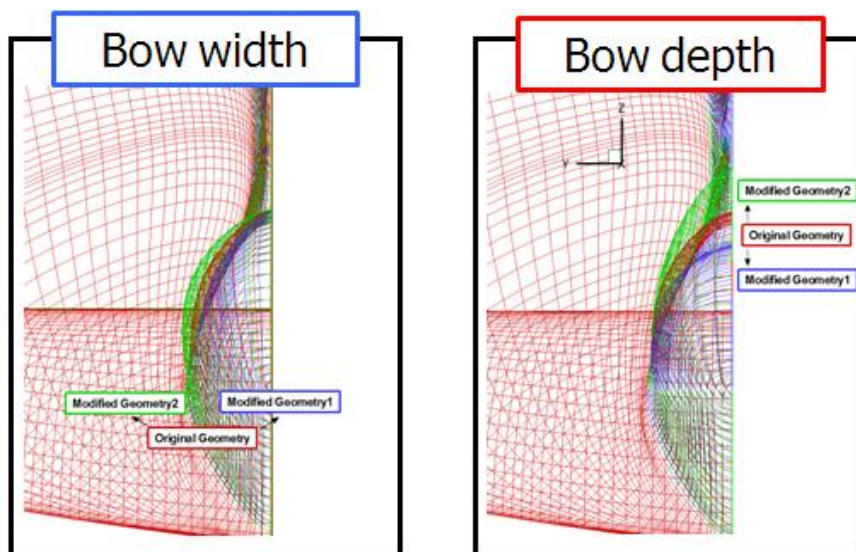 Bow width
Modified Geometry2
Modified Geometry1
Original Geometry
Bow depth
Z
Y
X
Modified Geometry2
Original Geometry
Modified Geometry1